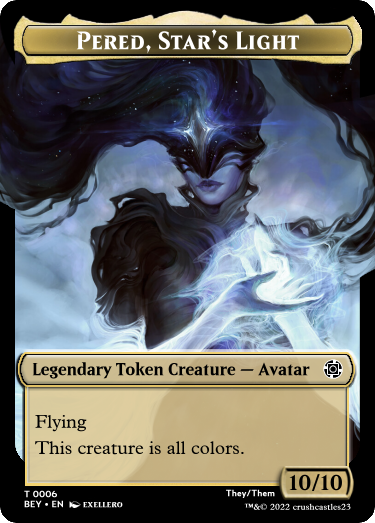 Pered, Star's Light
Legendary Token Creature — Avatar
Flying
This creature is all colors.
10/10
T 0006
They/Them
BEY • EN EXELLERO
™&© 2022 crushcastles23